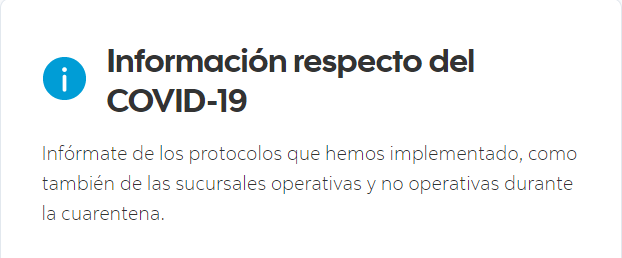 Información respecto del
COVID-19
Infórmate de los protocolos que hemos implementado, como
también de las sucursales operativas y no operativas durante
la cuarentena.